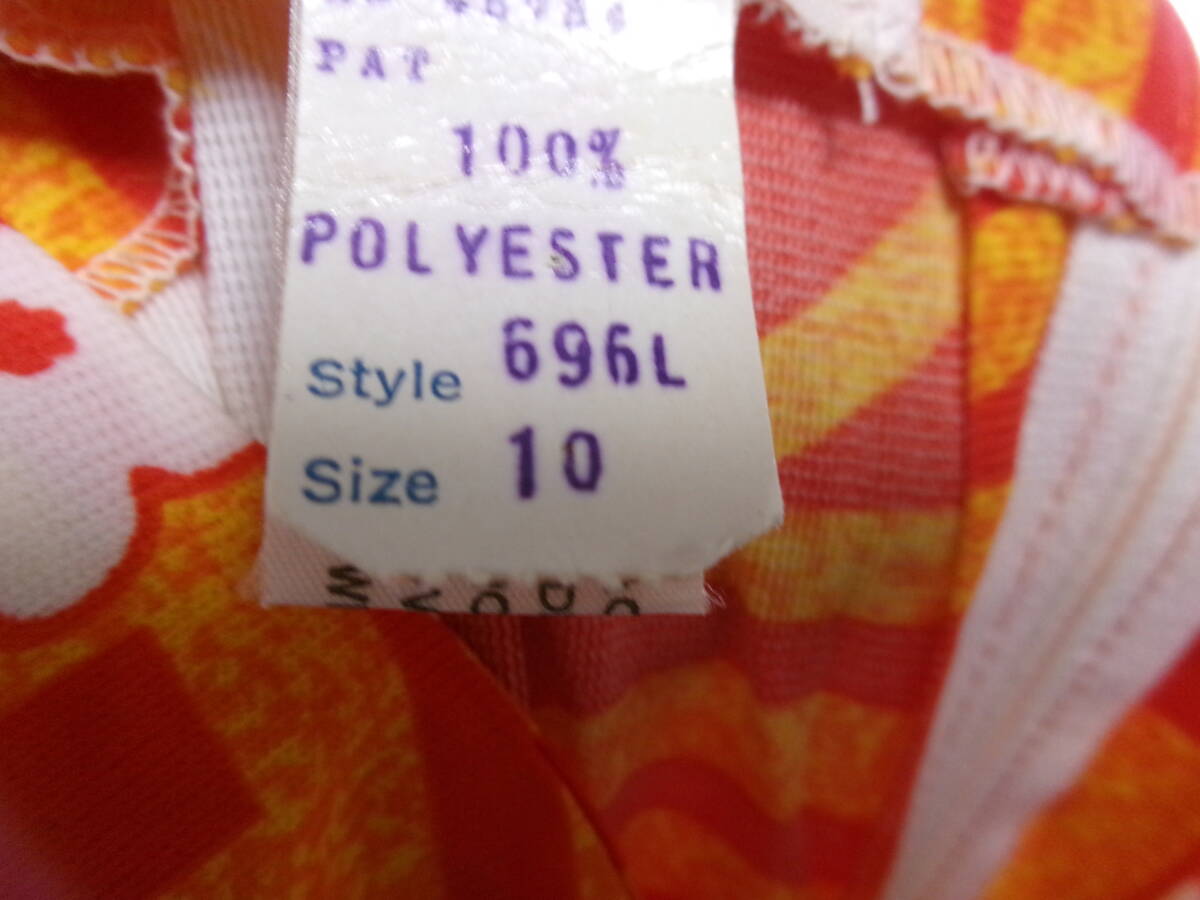 PAT
100%
POLYESTER
Style 696L
Size 10